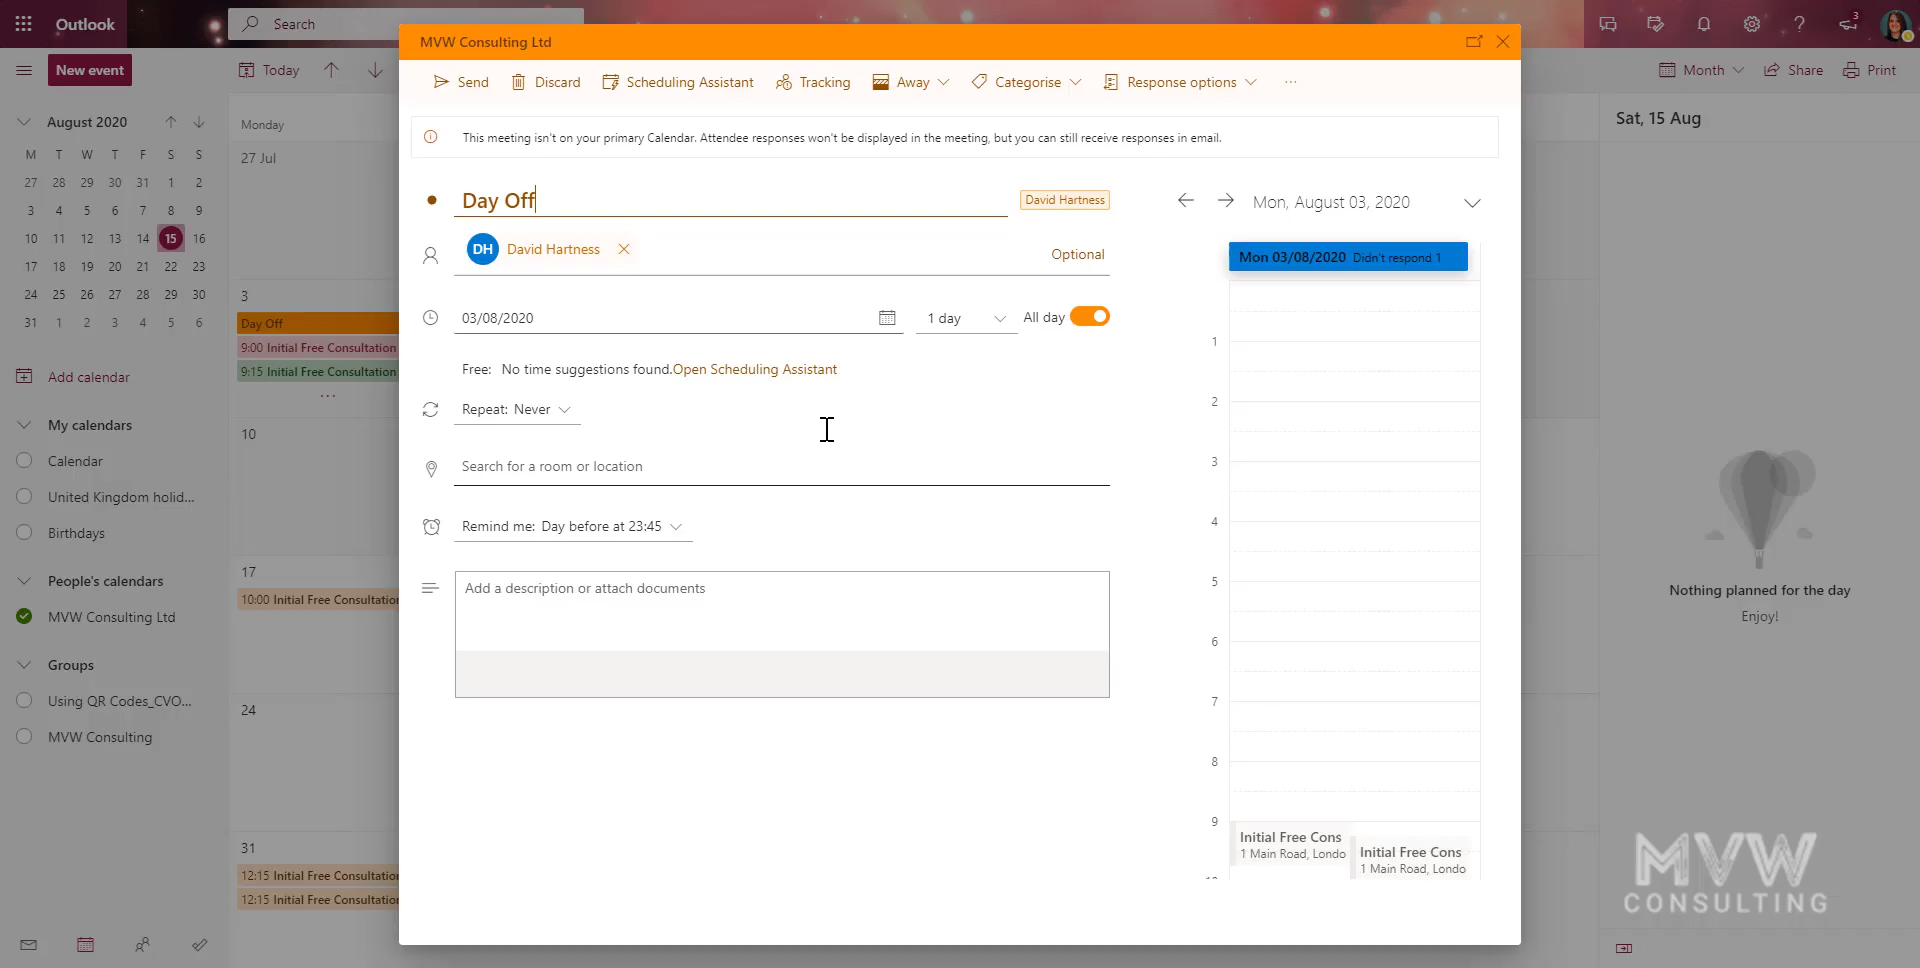 Outlook
Search
3
New event
Today
Month
Share
Print
August 2020
M T W T F S S
27 28 29 30 31 1 2
3 4 5 6 7 8 9
10 11 12 13 14 15 16
17 18 19 20 21 22 23
24 25 26 27 28 29 30
31 1 2 3 4 5 6
Add calendar
My calendars
Calendar
United Kingdom holid...
Birthdays
People's calendars
MVW Consulting Ltd
Groups
Using QR Codes_CVO...
MVW Consulting
Monday
27 Jul
3
Day Off
9:00 Initial Free Consultation
9:15 Initial Free Consultation
...
10
17
10:00 Initial Free Consultation
24
31
12:15 Initial Free Consultation
12:15 Initial Free Consultation
MVW Consulting Ltd
Send
Discard
Scheduling Assistant
Tracking
Away
Categorise
Response options
...
This meeting isn't on your primary Calendar. Attendee responses won't be displayed in the meeting, but you can still receive responses in email.
Day Off
David Hartness
DH David Hartness
Optional
03/08/2020
1 day
All day
Free: No time suggestions found.Open Scheduling Assistant
Repeat: Never
Search for a room or location
Remind me: Day before at 23:45
Add a description or attach documents
Mon, August 03, 2020
Mon 03/08/2020 Didn't respond 1
1
2
3
4
5
6
7
8
9
Initial Free Cons
1 Main Road, Londo
Initial Free Cons
1 Main Road, Londo
Sat, 15 Aug
Nothing planned for the day
Enjoy!
MVW
CONSULTING